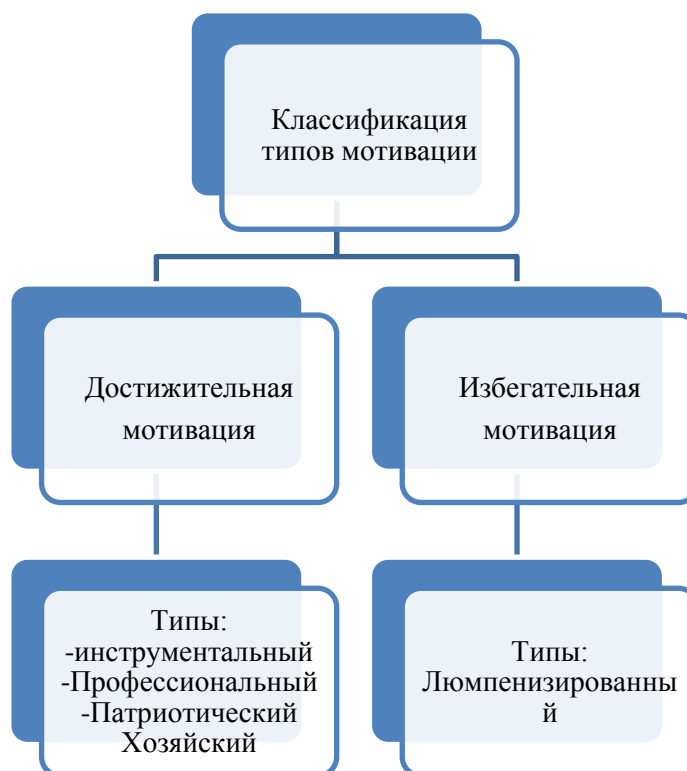 Классификация
типов мотивации
Достижительная
мотивация
Избегательная
мотивация
Типы:
-инструментальный
-Профессиональный
-Патриотический
Хозяйский
Типы:
Люмпенизированны
й